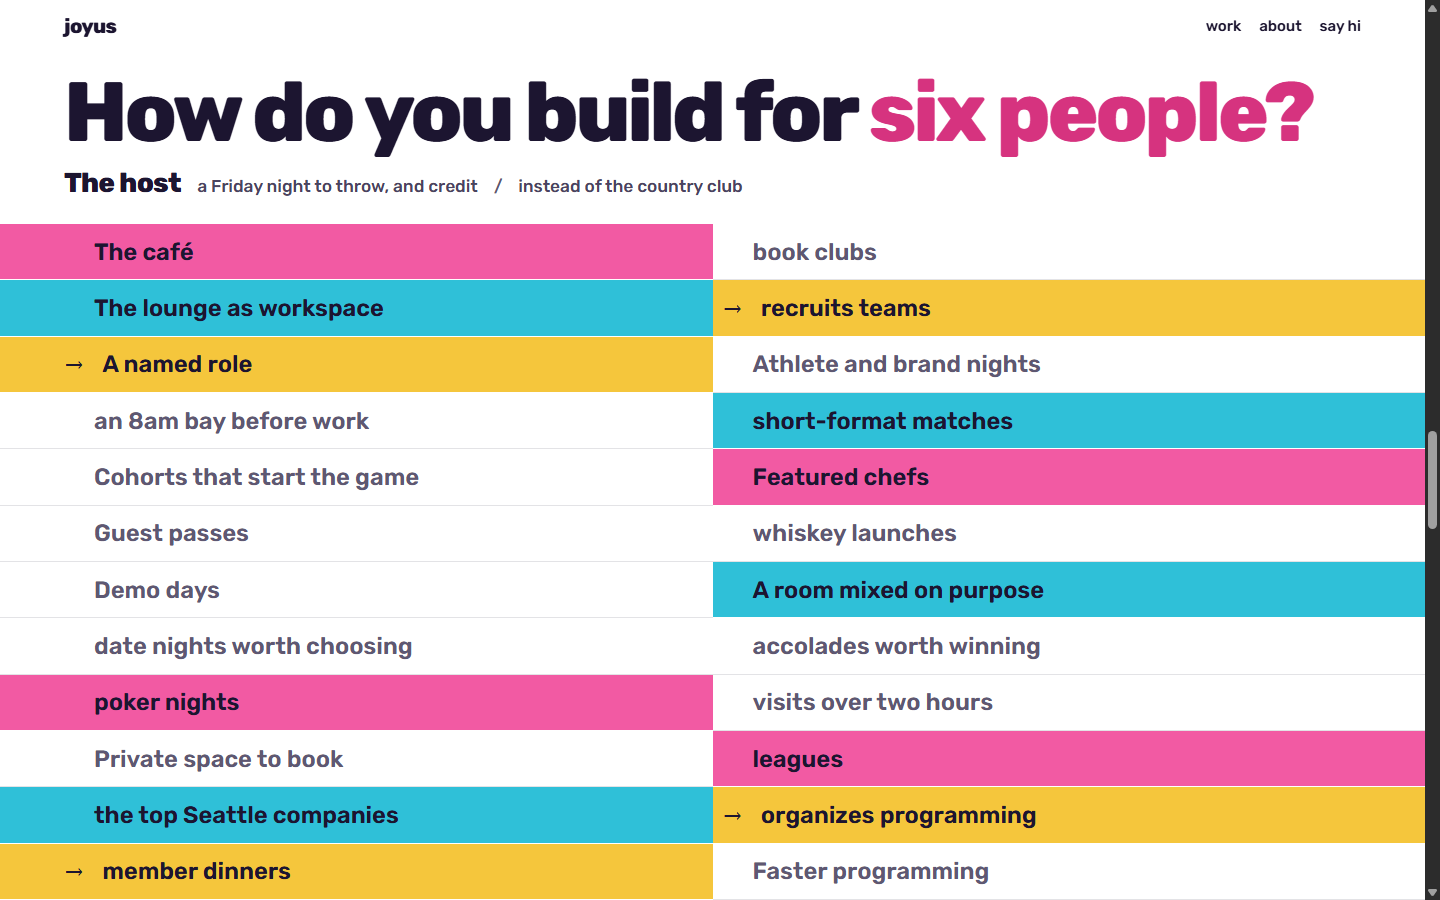 joyus
work about say hi
How do you build for six people?
The host a Friday night to throw, and credit / instead of the country club
The café
book clubs
The lounge as workspace
→ recruits teams
→ A named role
Athlete and brand nights
an 8am bay before work
short-format matches
Cohorts that start the game
Featured chefs
Guest passes
whiskey launches
Demo days
A room mixed on purpose
date nights worth choosing
accolades worth winning
poker nights
visits over two hours
Private space to book
leagues
the top Seattle companies
→ organizes programming
→ member dinners
Faster programming